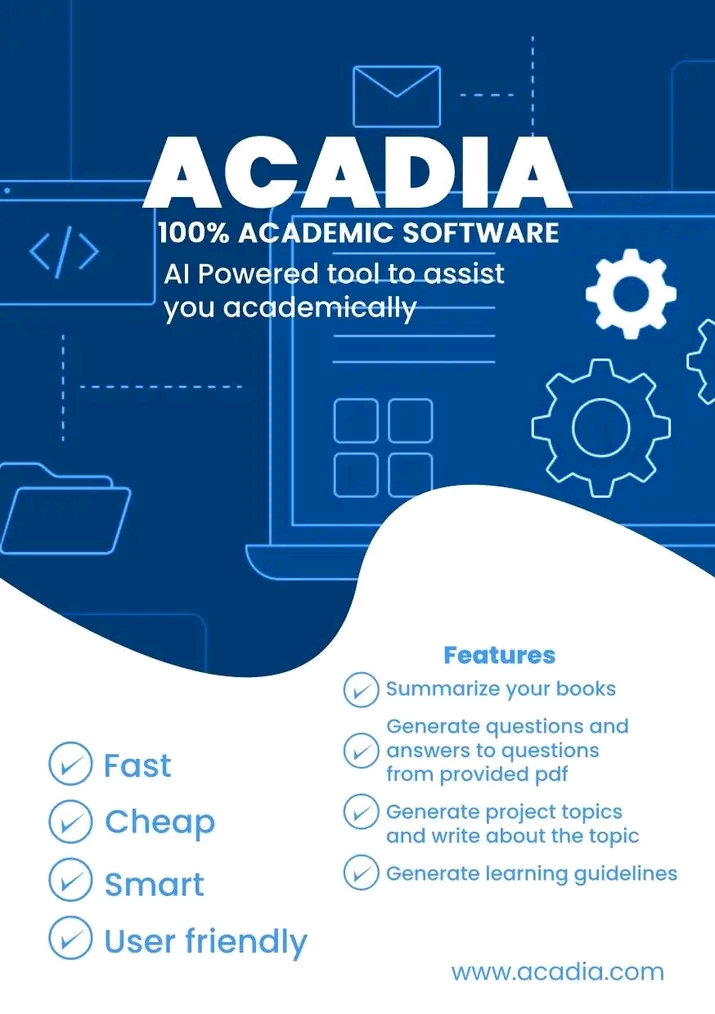 ACADIA
100% ACADEMIC SOFTWARE
AI Powered tool to assist
you academically
</>
Features
Summarize your books
Generate questions and
answers to questions
from provided pdf
Generate project topics
and write about the topic
Generate learning guidelines
Fast
Cheap
Smart
User friendly
www.acadia.com